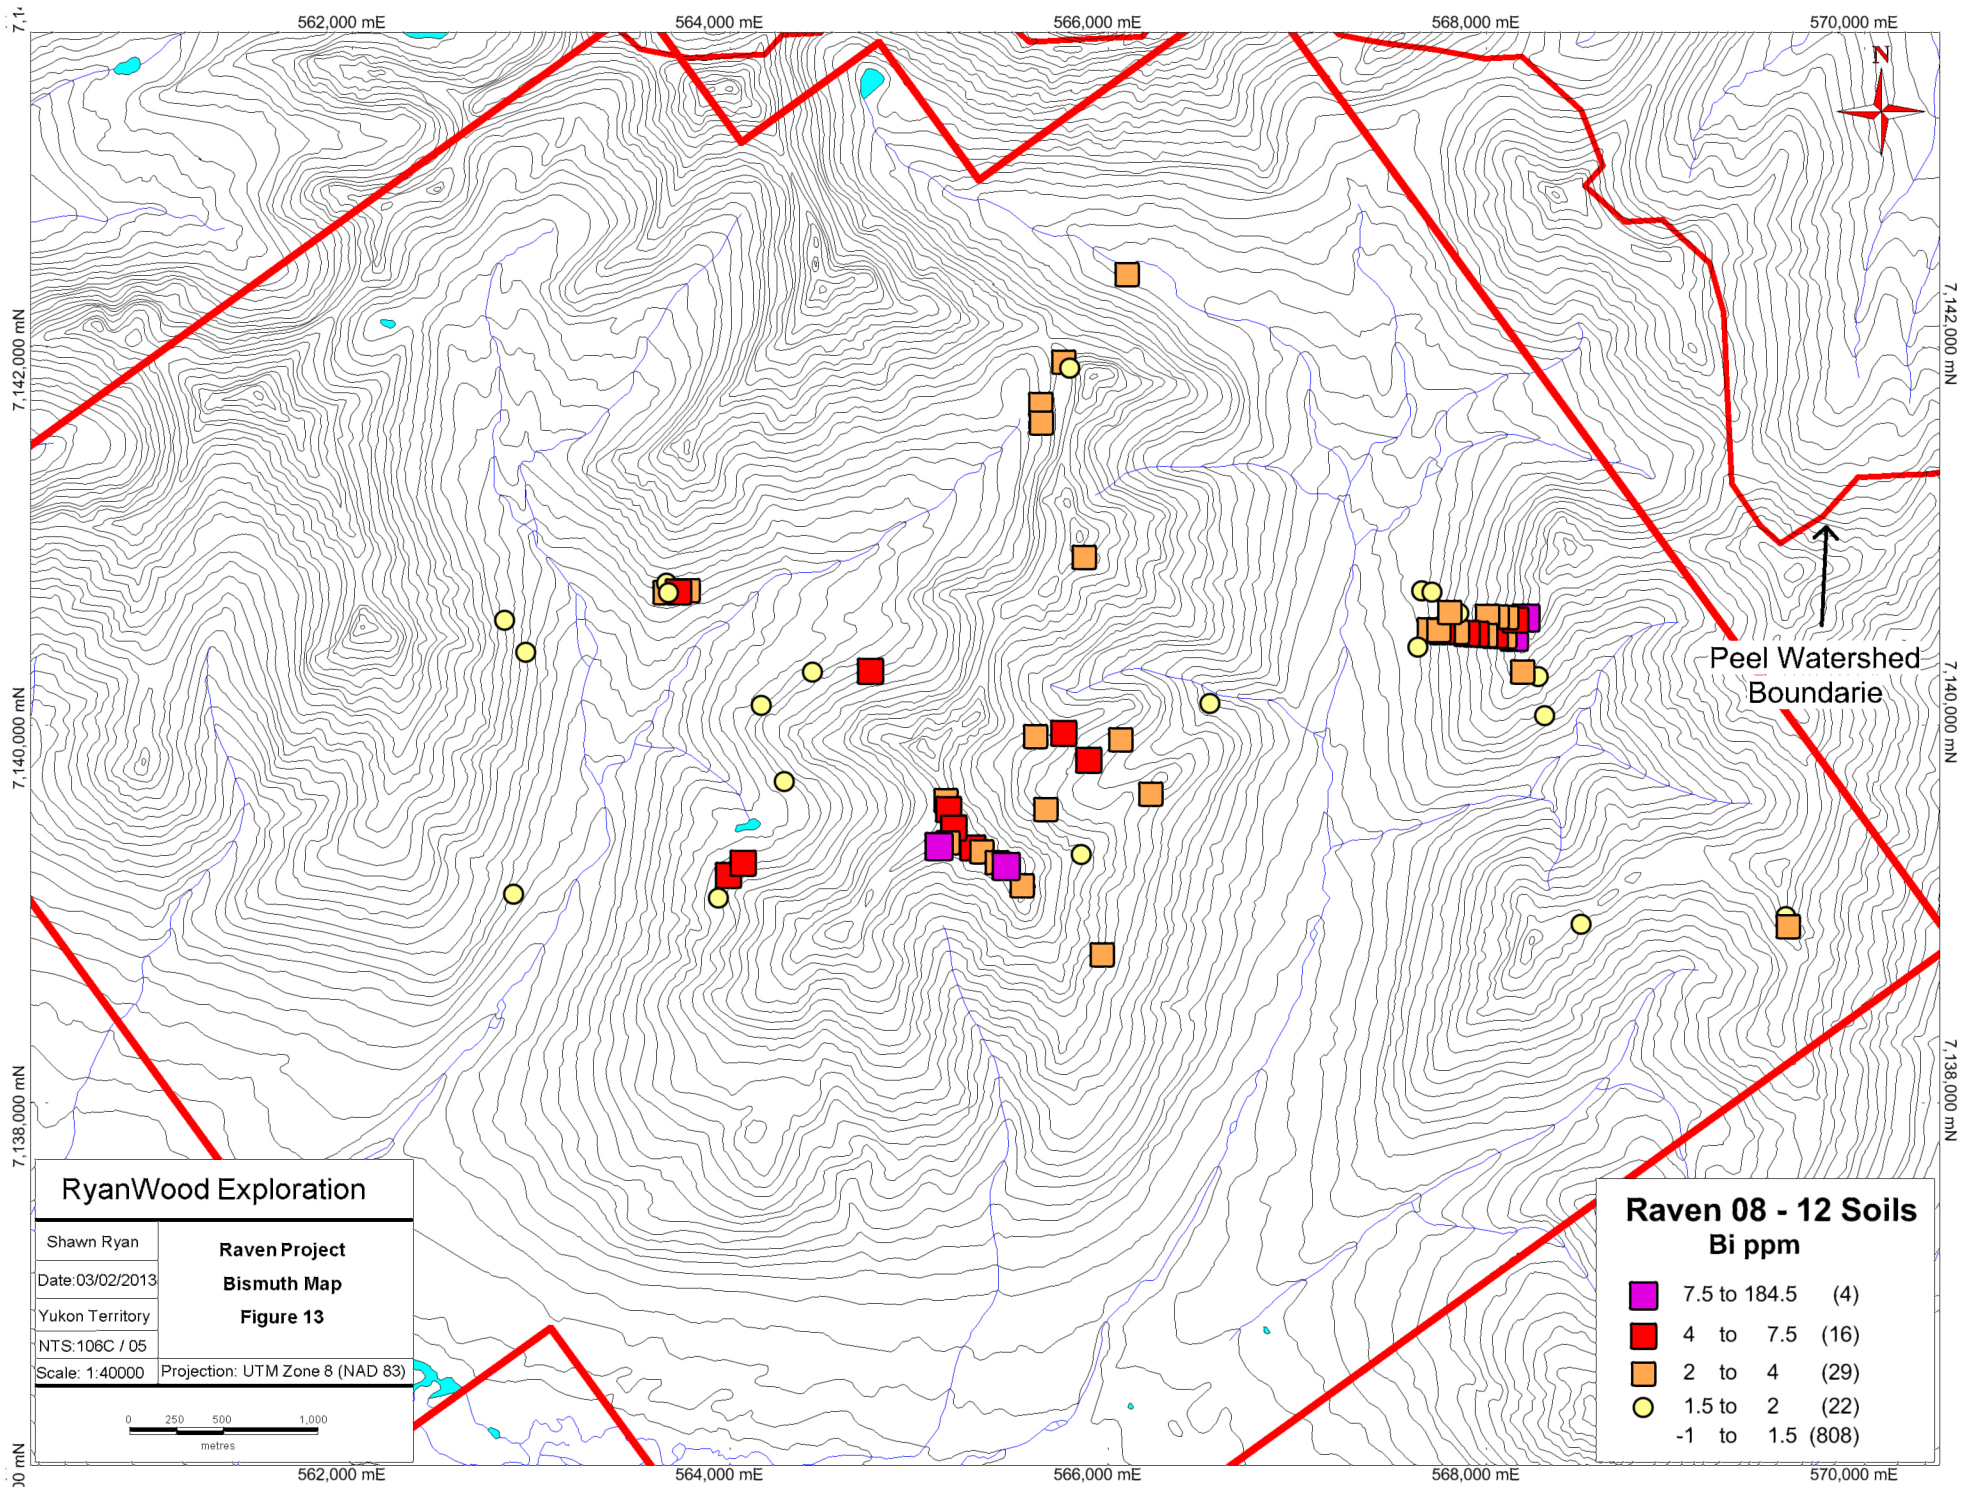 562,000 mE
564,000 mE
566,000 mE
568,000 mE
570,000 mE
7,14
N
7,142,000 mN
7,142,000 mN
Peel Watershed
Boundarie
7,140,000 mN
7,140,000 mN
7,138,000 mN
7,138,000 mN
RyanWood Exploration
Shawn Ryan
Date:03/02/2013
Yukon Territory
NTS:106C / 05
Scale: 1:40000
Raven Project
Bismuth Map
Figure 13
Projection: UTM Zone 8 (NAD 83)
0 250 500 1,000
metres
Raven 08 - 12 Soils
Bi ppm
7.5 to 184.5 (4)
4 to 7.5 (16)
2 to 4 (29)
1.5 to 2 (22)
-1 to 1.5 (808)
00 mN
562,000 mE
564,000 mE
566,000 mE
568,000 mE
570,000 mE